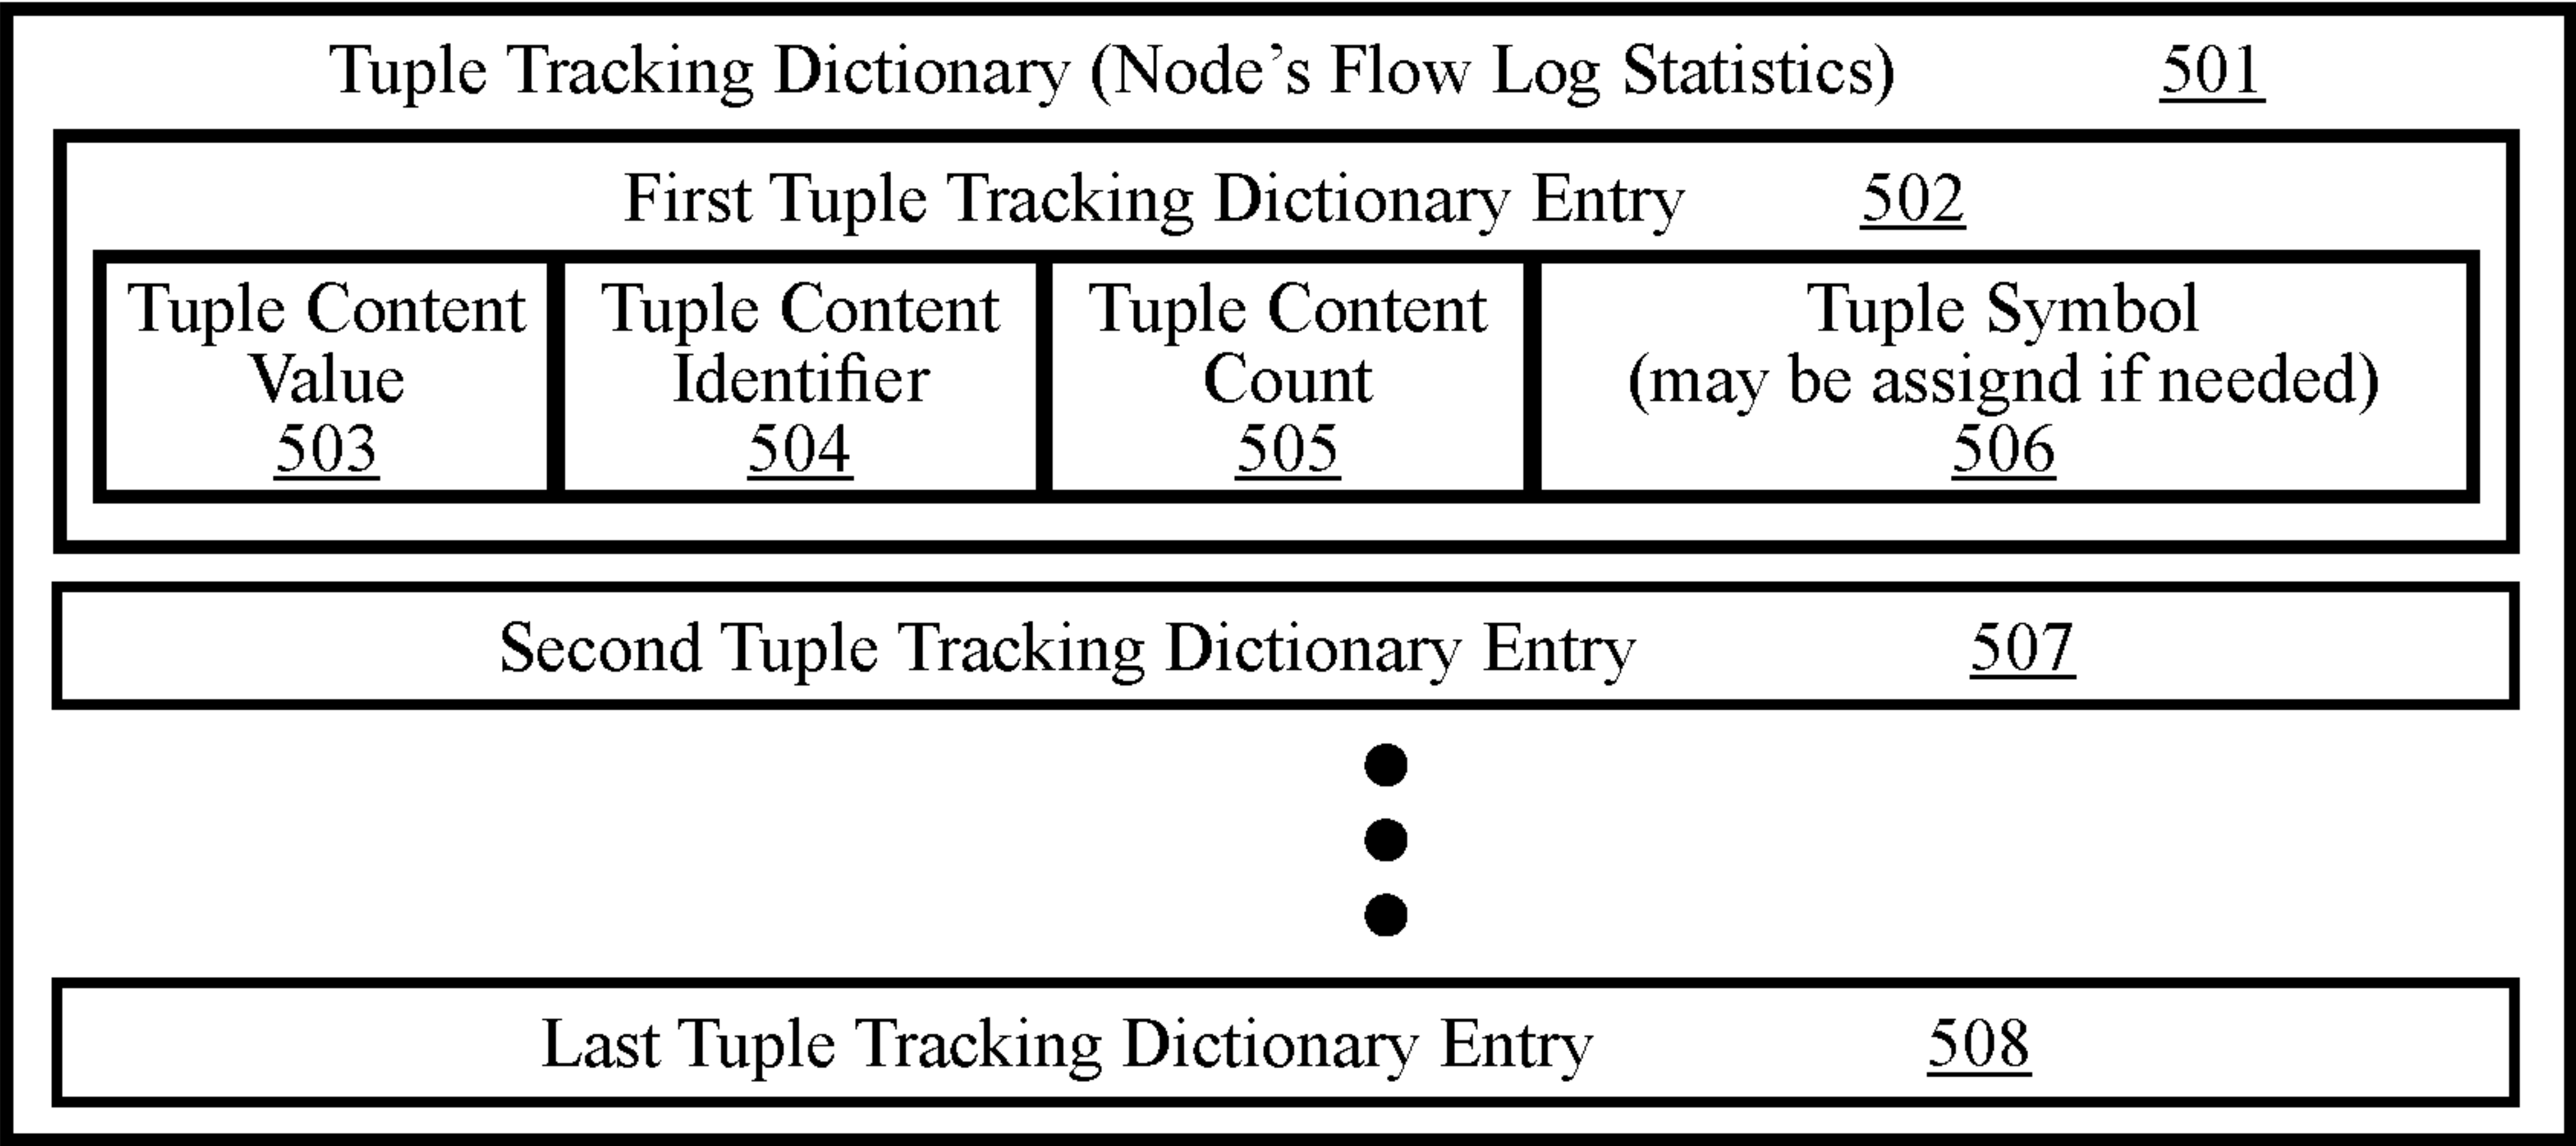 Tuple Tracking Dictionary (Node’s Flow Log Statistics) 501
First Tuple Tracking Dictionary Entry 502
Tuple Content
Value
503
Tuple Content
Identifier
504
Tuple Content
Count
505
Tuple Symbol
(may be assignd if needed)
506
Second Tuple Tracking Dictionary Entry 507
Last Tuple Tracking Dictionary Entry 508